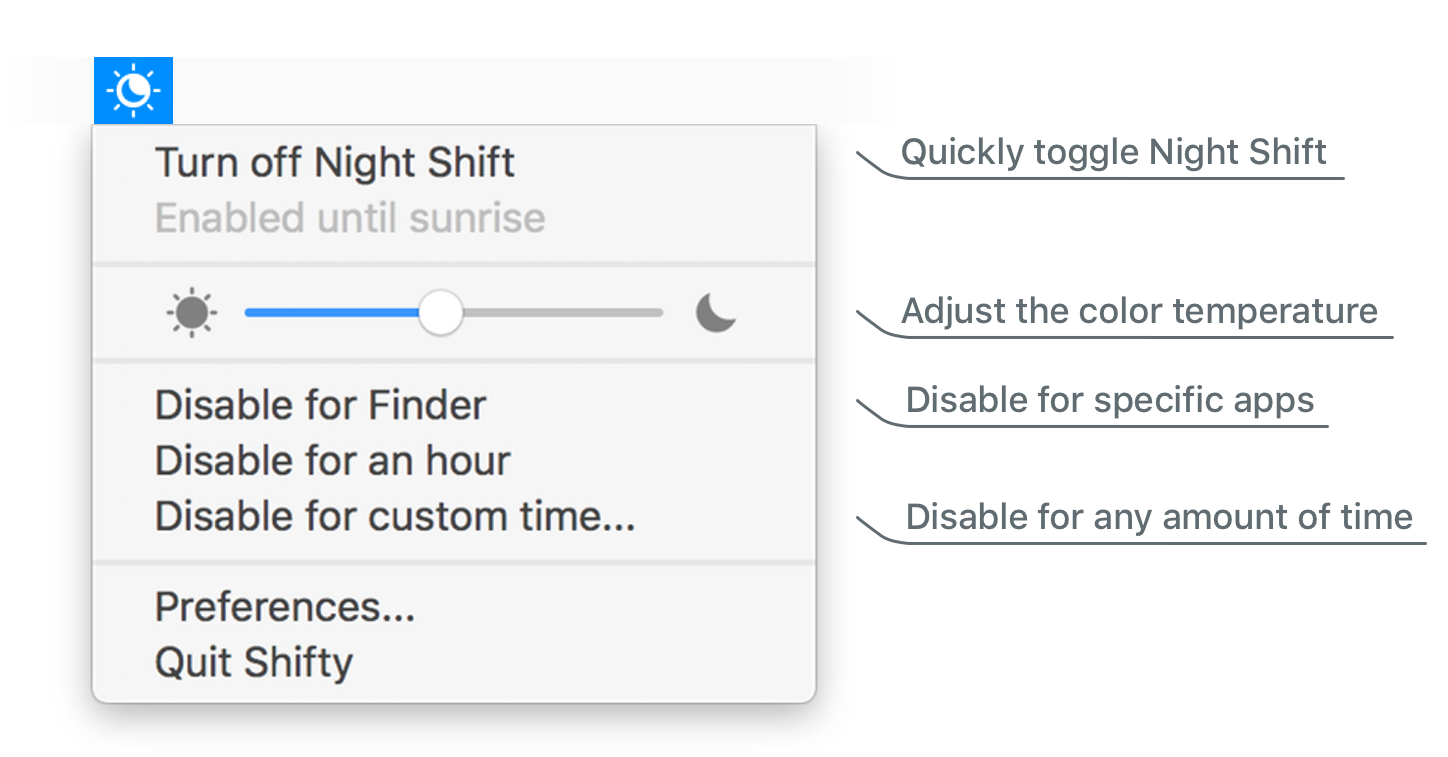 Turn off Night Shift
Quickly toggle Night Shift
Enabled until sunrise
Adjust the color temperature
Disable for Finder
Disable for specific apps
Disable for an hour
Disable for custom time...
Disable for any amount of time
Preferences...
Quit Shifty